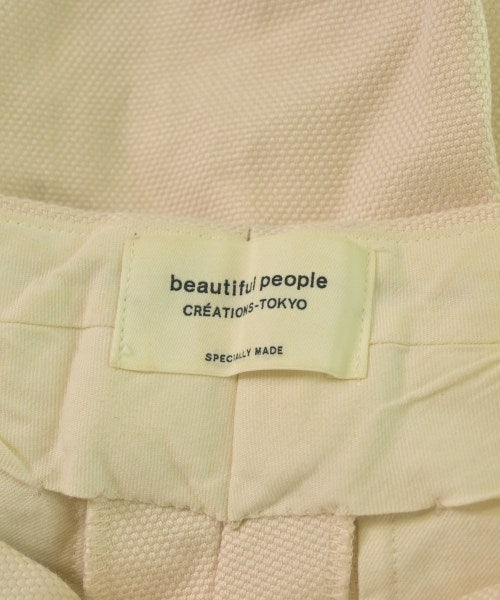 beautiful people
CRÉATIONS-TOKYO
SPECIALLY MADE